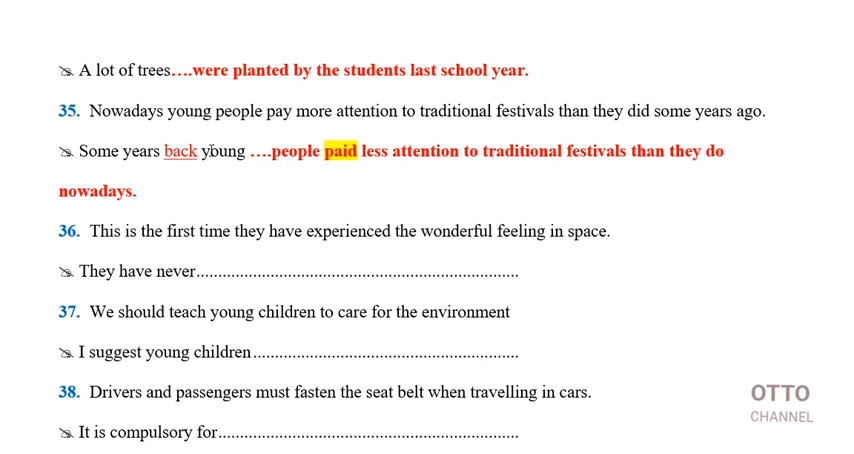 A lot of trees….were planted by the students last school year.
35. Nowadays young people pay more attention to traditional festivals than they did some years ago.
Some years back young ….people paid less attention to traditional festivals than they do
nowadays.
36. This is the first time they have experienced the wonderful feeling in space.
They have never..........................................................................
37. We should teach young children to care for the environment
I suggest young children.............................................................
38. Drivers and passengers must fasten the seat belt when travelling in cars.
It is compulsory for.....................................................................
OTTO
CHANNEL